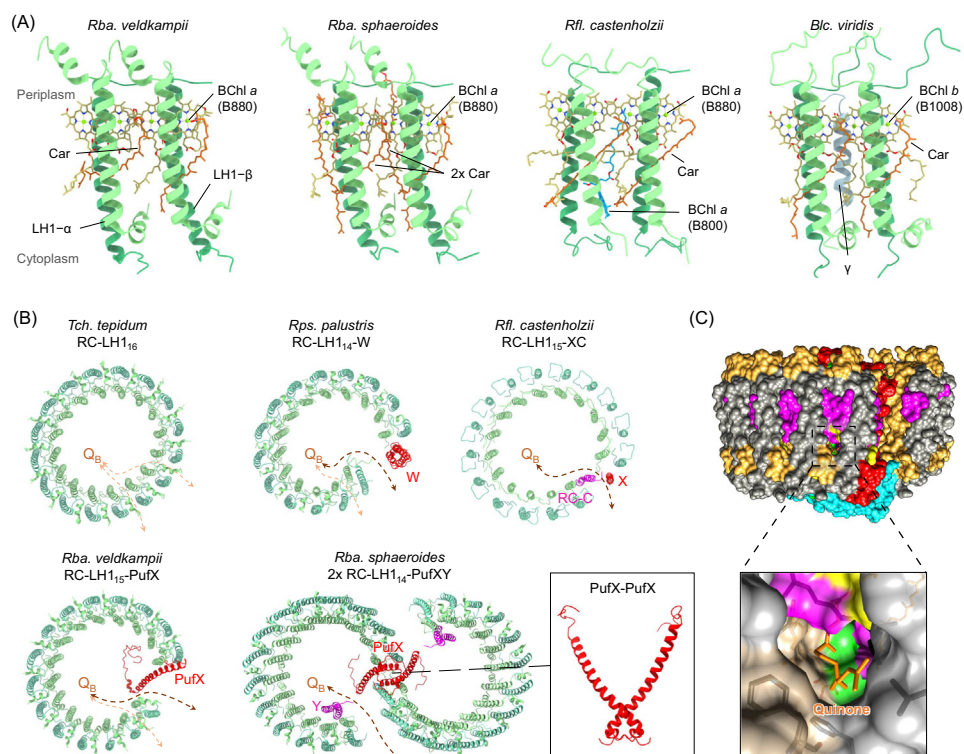 (A)
Rba. veldkampii
Rba. sphaeroides
Rfl. castenholzii
Blc. viridis
Periplasm
BChl a
(B880)
Car
LH1-β
LH1-α
Cytoplasm
BChl a
(B880)
2x Car
BChl a
(B880)
Car
BChl a
(B800)
BChl b
(B1008)
Car
γ
(B)
Tch. tepidum
RC-LH1₁₆
Q_B
Rps. palustris
RC-LH1₁₄-W
Q_B
W
Rfl. castenholzii
RC-LH1₁₅-XC
Q_B
X
RC-C
Rba. veldkampii
RC-LH1₁₅-PufX
Q_B
PufX
Rba. sphaeroides
2x RC-LH1₁₄-PufXY
PufX
Q_B
Y
PufX-PufX
(C)
Quinone